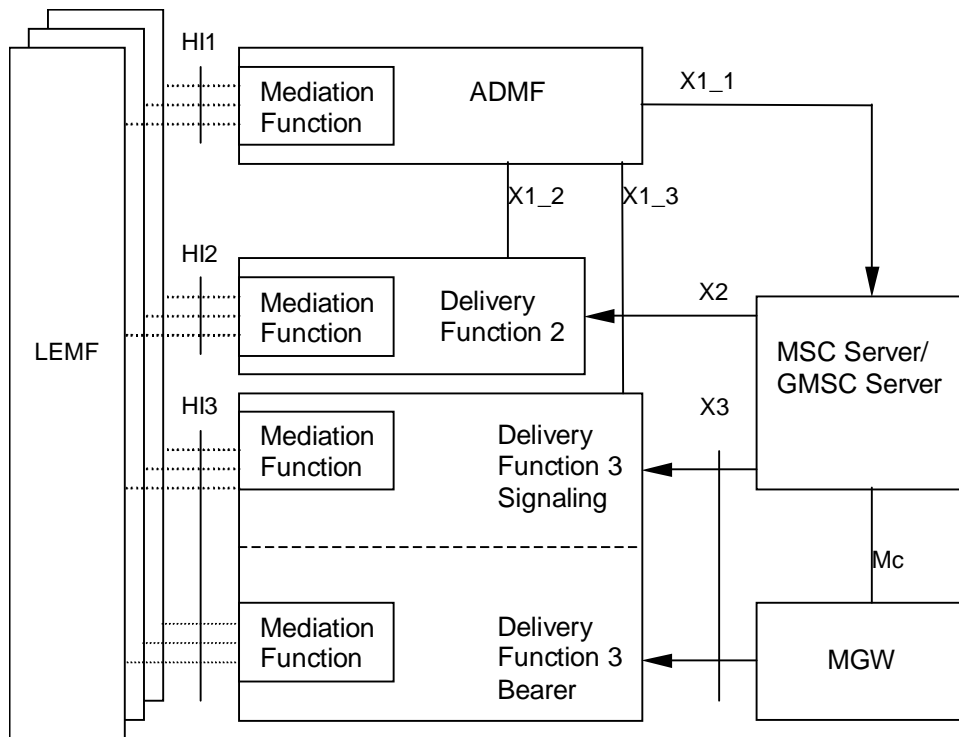 HI1
Mediation
Function
ADMF
X1_1
X1_2
X1_3
HI2
Mediation
Function
Delivery
Function 2
X2
LEMF
MSC Server/
GMSC Server
HI3
Mediation
Function
Delivery
Function 3
Signaling
X3
Mc
Mediation
Function
Delivery
Function 3
Bearer
MGW